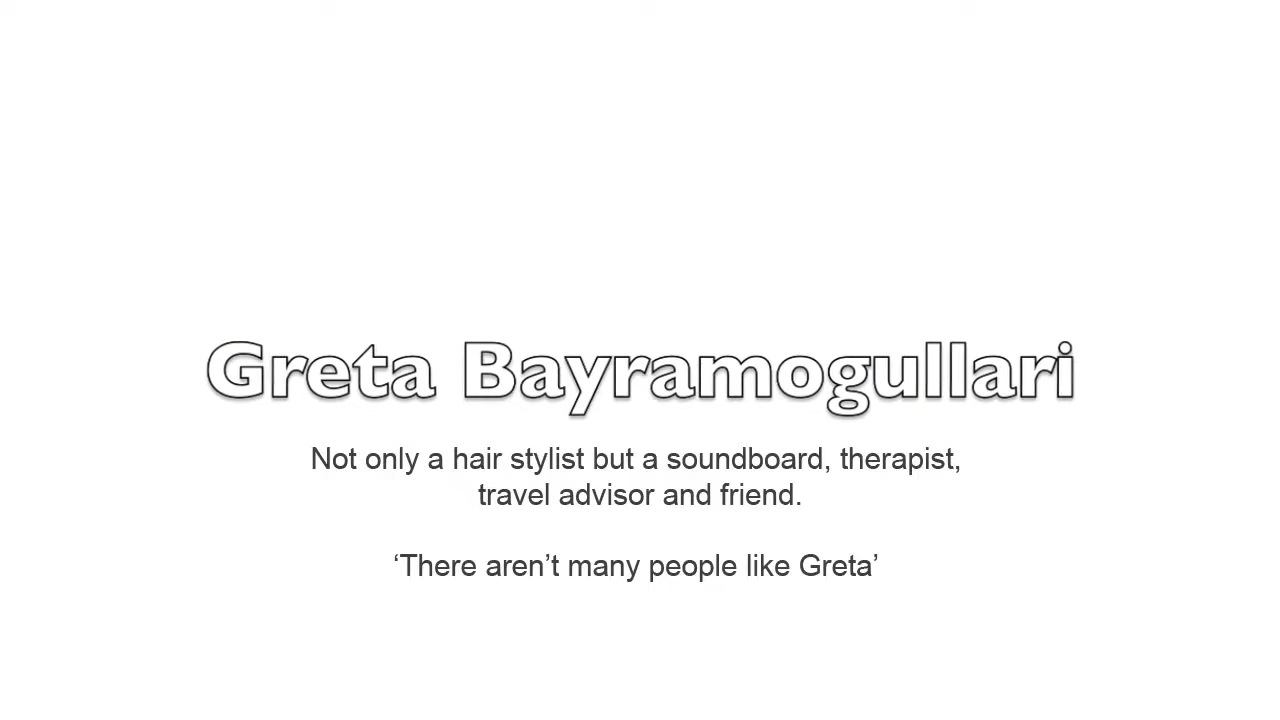 Greta Bayramogullari
Not only a hair stylist but a soundboard, therapist,
travel advisor and friend.
‘There aren’t many people like Greta’